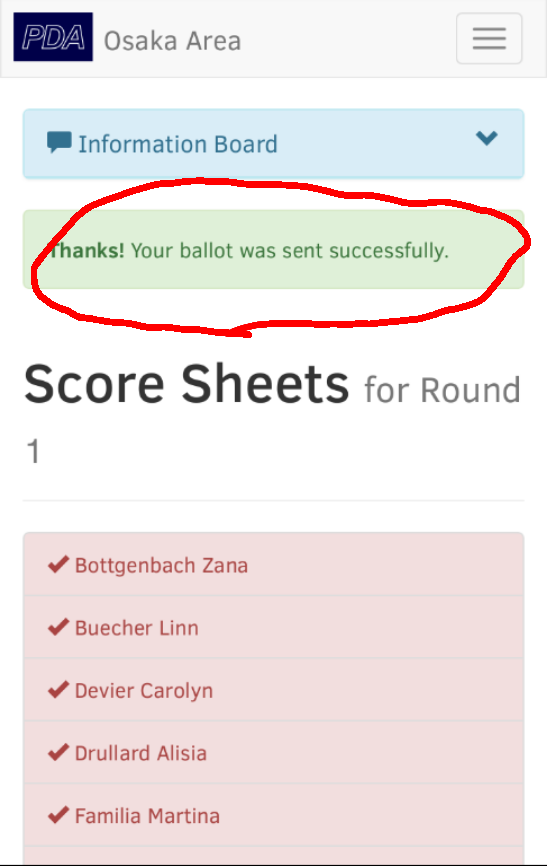 PDA Osaka Area
Information Board
Thanks! Your ballot was sent successfully.
Score Sheets for Round
1
Bottgenbach Zana
Buecher Linn
Devier Carolyn
Drullard Alisia
Familia Martina